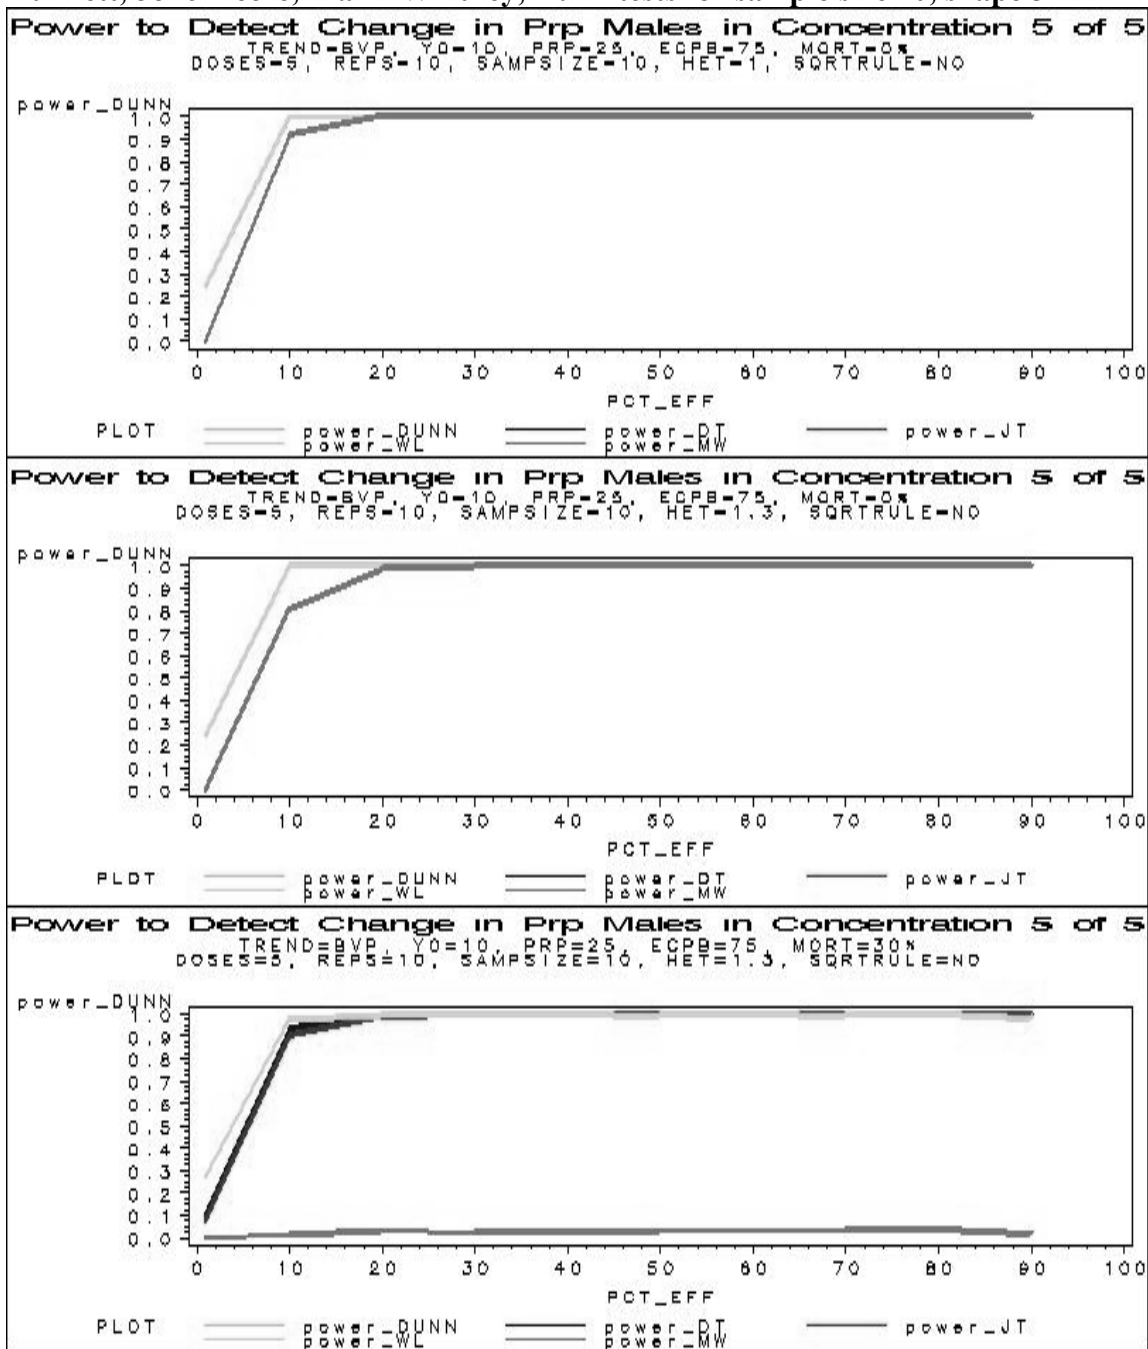 Power to Detect Change in Prp Males in Concentration 5 of 5
TREND=BVP, Y0=10, PRP=25, ECPB=75, MORT=0%
DOSES=5, REPS=10, SAMPSIZE=10, HET=1, SQRTRULE=NO
power_DUNN
1.0
0.9
0.8
0.7
0.6
0.5
0.4
0.3
0.2
0.1
0.0
0 10 20 30 40 50 60 70 80 90 100
PCT_EFF
PLOT power_DUNN power_DT power_JT
power_WL power_MW
Power to Detect Change in Prp Males in Concentration 5 of 5
TREND=BVP, Y0=10, PRP=25, ECPB=75, MORT=0%
DOSES=5, REPS=10, SAMPSIZE=10, HET=1.3, SQRTRULE=NO
power_DUNN
1.0
0.9
0.8
0.7
0.6
0.5
0.4
0.3
0.2
0.1
0.0
0 10 20 30 40 50 60 70 80 90 100
PCT_EFF
PLOT power_DUNN power_DT power_JT
power_WL power_MW
Power to Detect Change in Prp Males in Concentration 5 of 5
TREND=BVP, Y0=10, PRP=25, ECPB=75, MORT=30%
DOSES=5, REPS=10, SAMPSIZE=10, HET=1.3, SQRTRULE=NO
power_DUNN
1.0
0.9
0.8
0.7
0.6
0.5
0.4
0.3
0.2
0.1
0.0
0 10 20 30 40 50 60 70 80 90 100
PCT_EFF
PLOT power_DUNN power_DT power_JT
power_WL power_MW